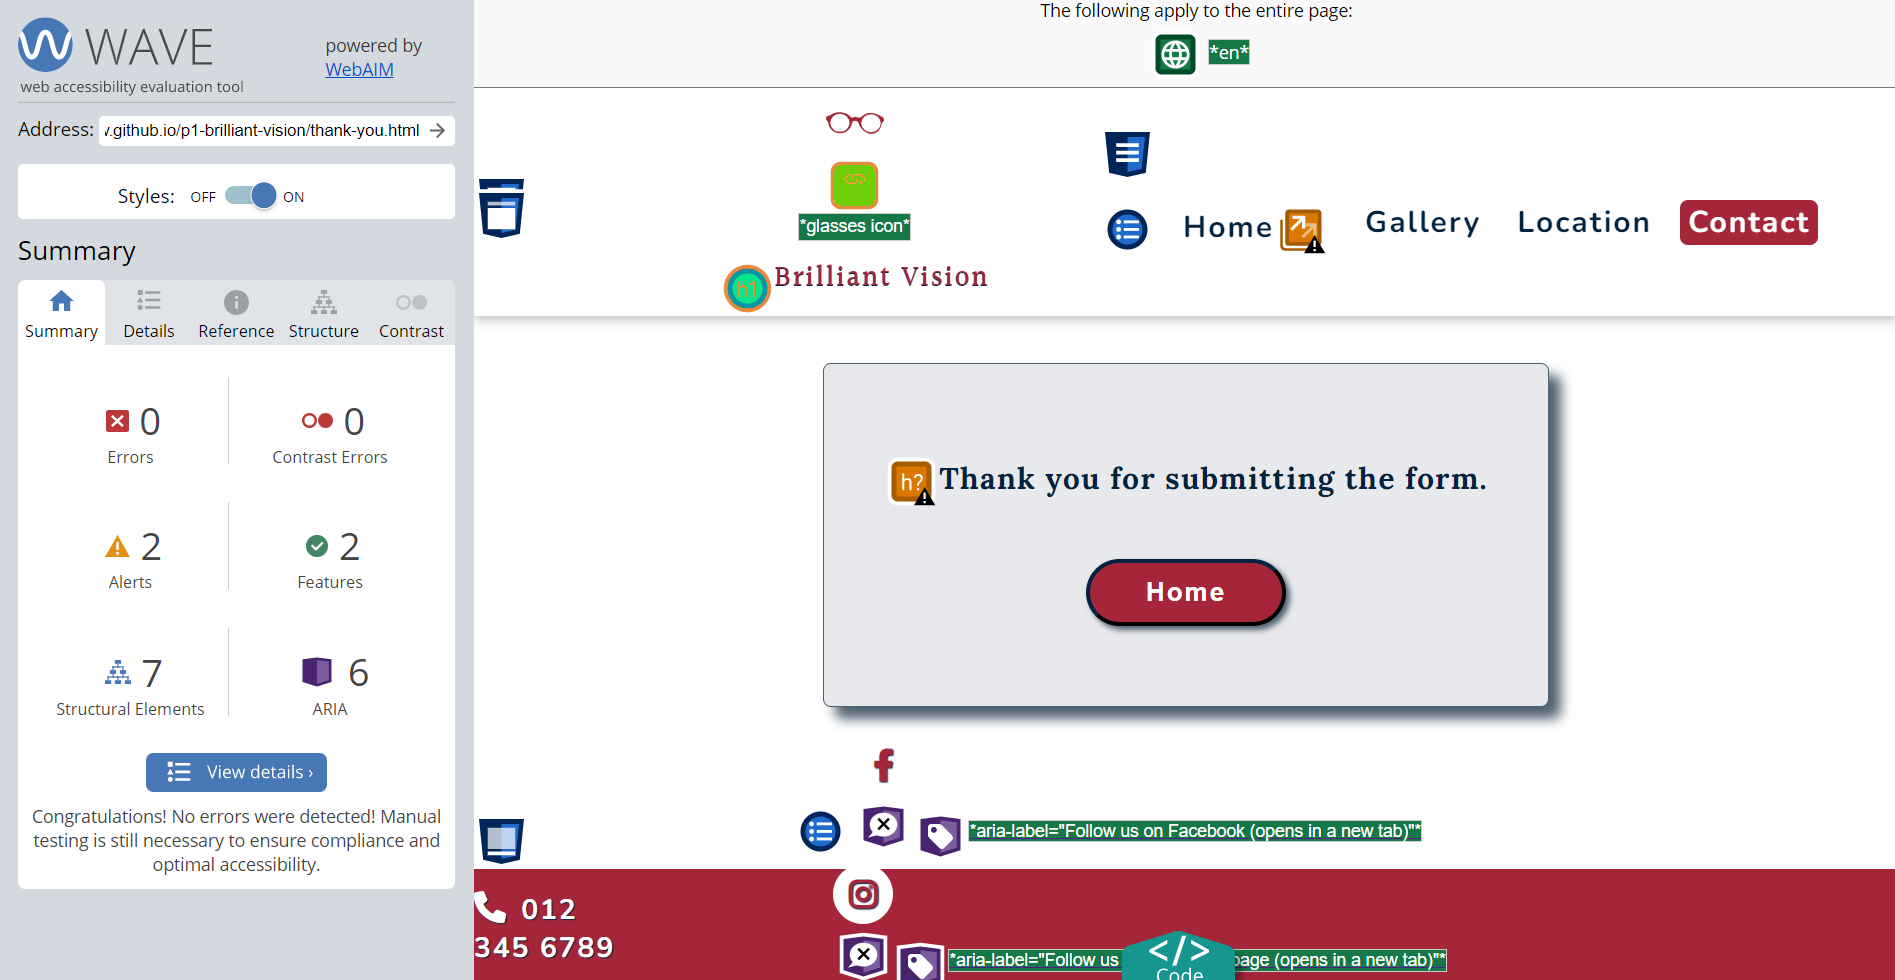 WAVE
powered by
WebAIM
web accessibility evaluation tool
Address: .github.io/p1-brilliant-vision/thank-you.html
Styles: OFF ON
Summary
Summary Details Reference Structure Contrast
0 0
Errors Contrast Errors
2 2
Alerts Features
7 6
Structural Elements ARIA
View details ›
Congratulations! No errors were detected! Manual
testing is still necessary to ensure compliance and
optimal accessibility.
The following apply to the entire page:
*en*
*glasses icon*
h1 Brilliant Vision
Home Gallery Location Contact
h? Thank you for submitting the form.
Home
*aria-label="Follow us on Facebook (opens in a new tab)"*
012
345 6789
*aria-label="Follow us page (opens in a new tab)"*
</>
Code